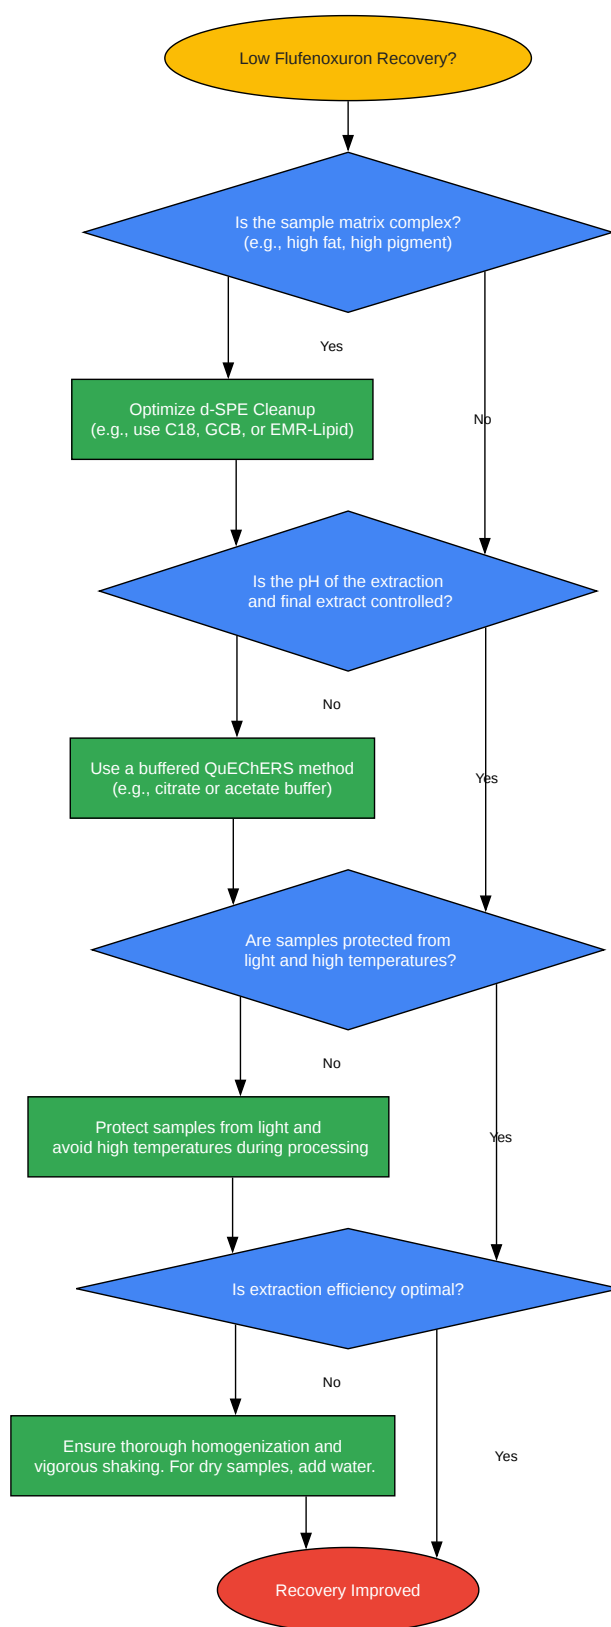 Low Flufenoxuron Recovery?
Is the sample matrix complex?
(e.g., high fat, high pigment)
Yes
Optimize d-SPE Cleanup
(e.g., use C18, GCB, or EMR-Lipid)
No
Is the pH of the extraction
and final extract controlled?
No
Use a buffered QuEChERS method
(e.g., citrate or acetate buffer)
Yes
Are samples protected from
light and high temperatures?
No
Protect samples from light and
avoid high temperatures during processing
Yes
Is extraction efficiency optimal?
No
Ensure thorough homogenization and
vigorous shaking. For dry samples, add water.
Yes
Recovery Improved